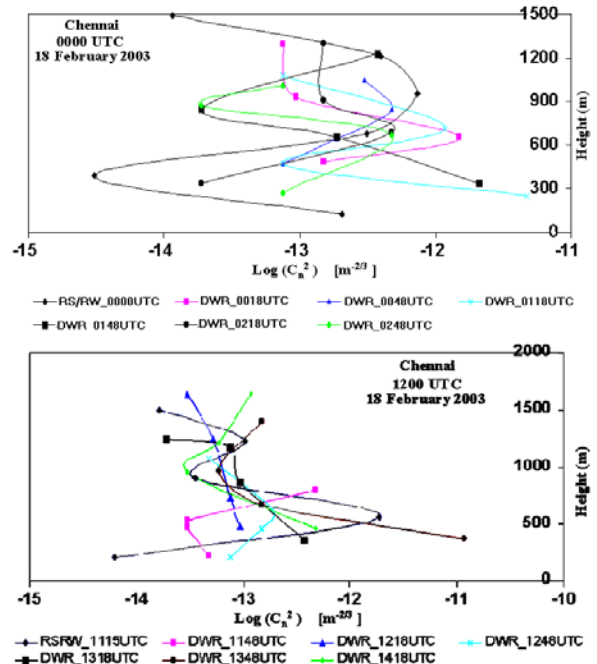 Chennai
0000 UTC
18 February 2003
1500
1200
900
600
300
0
Height (m)
-15 -14 -13 -12 -11
Log (Cn²) [m-2/3]
RS/RW_0000UTC DWR_0018UTC DWR_0048UTC DWR_0118UTC
DWR_0148UTC DWR_0218UTC DWR_0248UTC
Chennai
1200 UTC
18 February 2003
2000
1500
1000
500
0
Height (m)
-15 -14 -13 -12 -11 -10
Log (Cn²) [m-2/3]
RSRW_1115UTC DWR_1148UTC DWR_1218UTC DWR_1248UTC
DWR_1318UTC DWR_1348UTC DWR_1418UTC